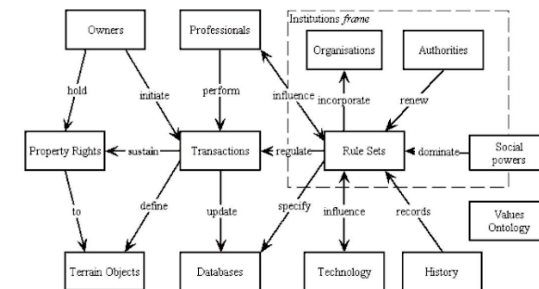 Institutions frame
Owners
Professionals
Organisations
Authorities
hold
initiate
perform
influence
incorporate
renew
Property Rights
sustain
Transactions
regulate
Rule Sets
dominate
Social
powers
to
define
update
specify
influence
records
Values
Ontology
Terrain Objects
Databases
Technology
History